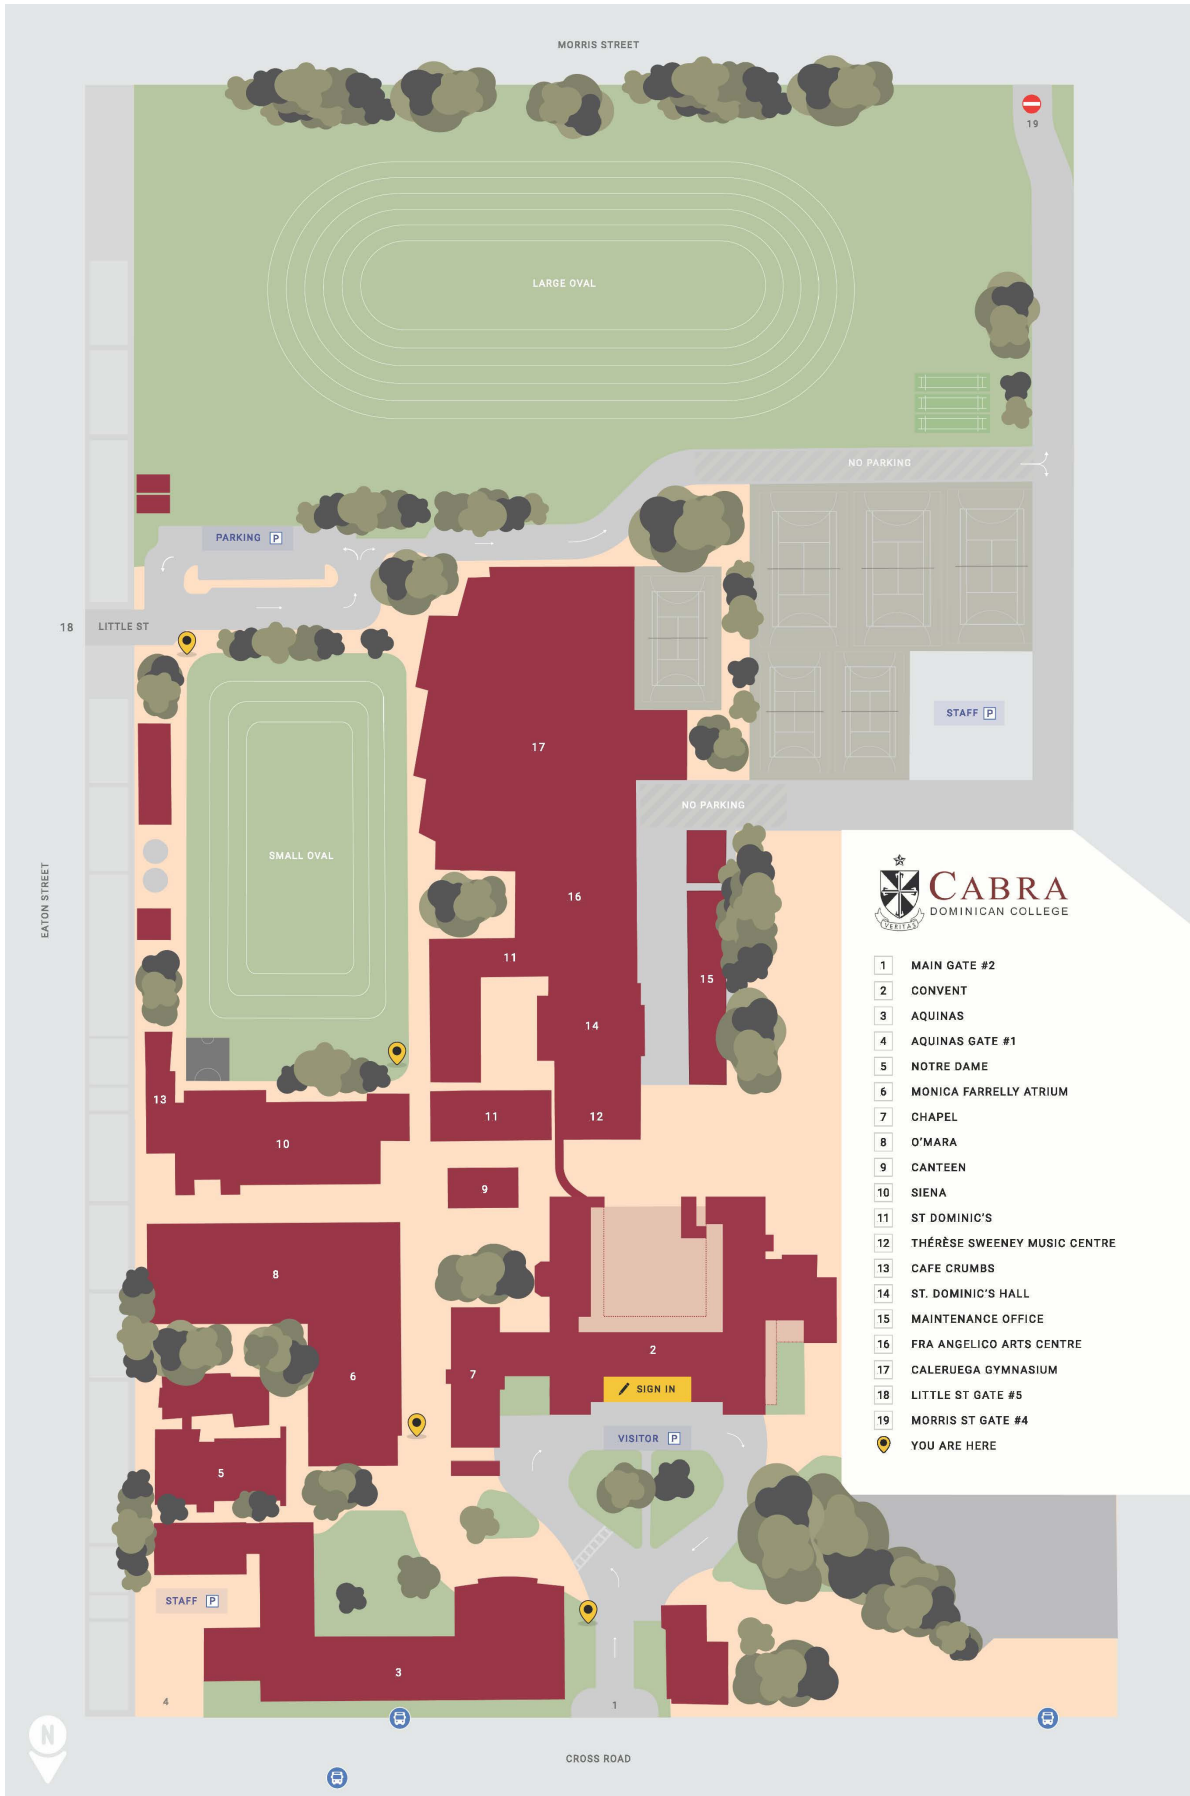 MORRIS STREET
19
LARGE OVAL
NO PARKING
PARKING P
18
LITTLE ST
STAFF P
17
NO PARKING
SMALL OVAL
EATON STREET
16
11
15
14
13
11
12
10
9
8
2
7
6
SIGN IN
VISITOR P
5
STAFF P
3
4
1
N
CROSS ROAD
VERITAS
CABRA
DOMINICAN COLLEGE
1 MAIN GATE #2
2 CONVENT
3 AQUINAS
4 AQUINAS GATE #1
5 NOTRE DAME
6 MONICA FARRELLY ATRIUM
7 CHAPEL
8 O'MARA
9 CANTEEN
10 SIENA
11 ST DOMINIC'S
12 THÉRÈSE SWEENEY MUSIC CENTRE
13 CAFE CRUMBS
14 ST. DOMINIC'S HALL
15 MAINTENANCE OFFICE
16 FRA ANGELICO ARTS CENTRE
17 CALERUEGA GYMNASIUM
18 LITTLE ST GATE #5
19 MORRIS ST GATE #4
YOU ARE HERE